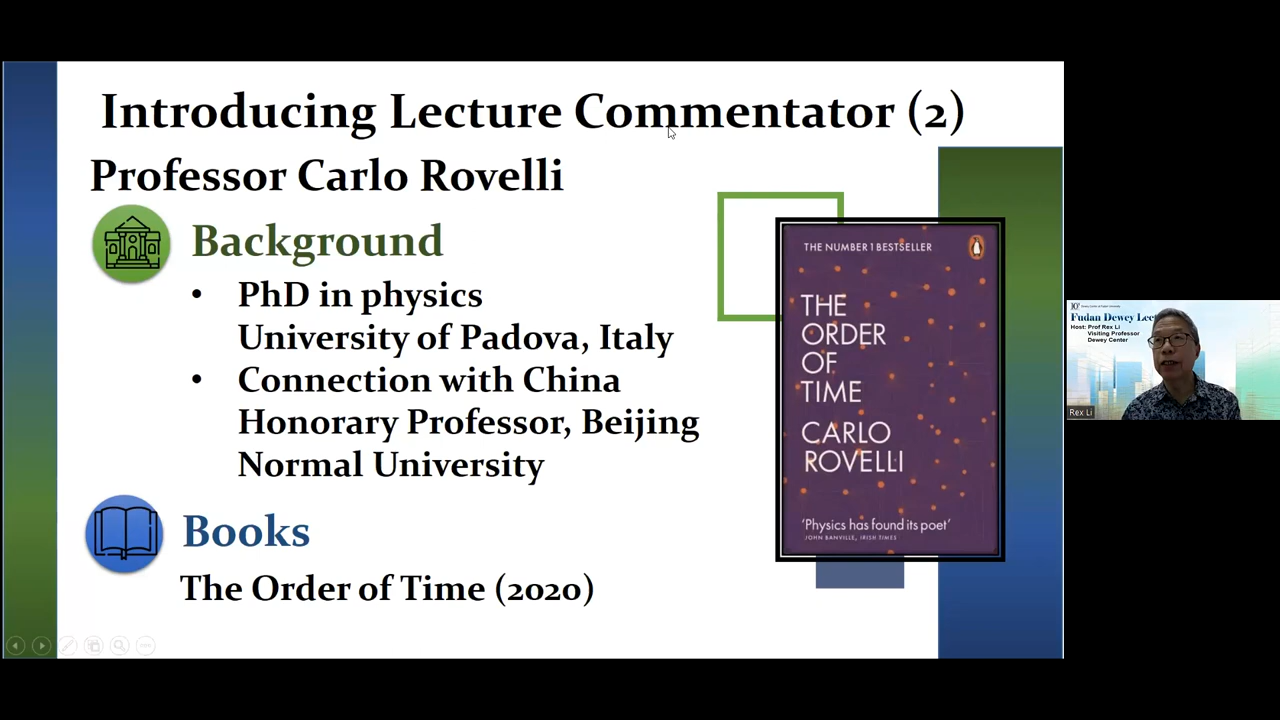 Introducing Lecture Commentator (2)
Professor Carlo Rovelli
Background
• PhD in physics
University of Padova, Italy
• Connection with China
Honorary Professor, Beijing
Normal University
Books
The Order of Time (2020)
THE NUMBER 1 BESTSELLER
THE
ORDER
OF
TIME
CARLO
ROVELLI
'Physics has found its poet'
JOHN BANVILLE, IRISH TIMES
Fudan Dewey Lec
Host: Prof Rex Li
Visiting Professor
Dewey Center
Rex Li